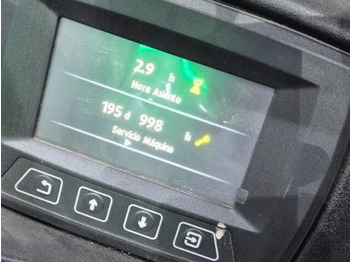 2.9 h
Hora Asiento
195 d 998 h
Servicio Máquina